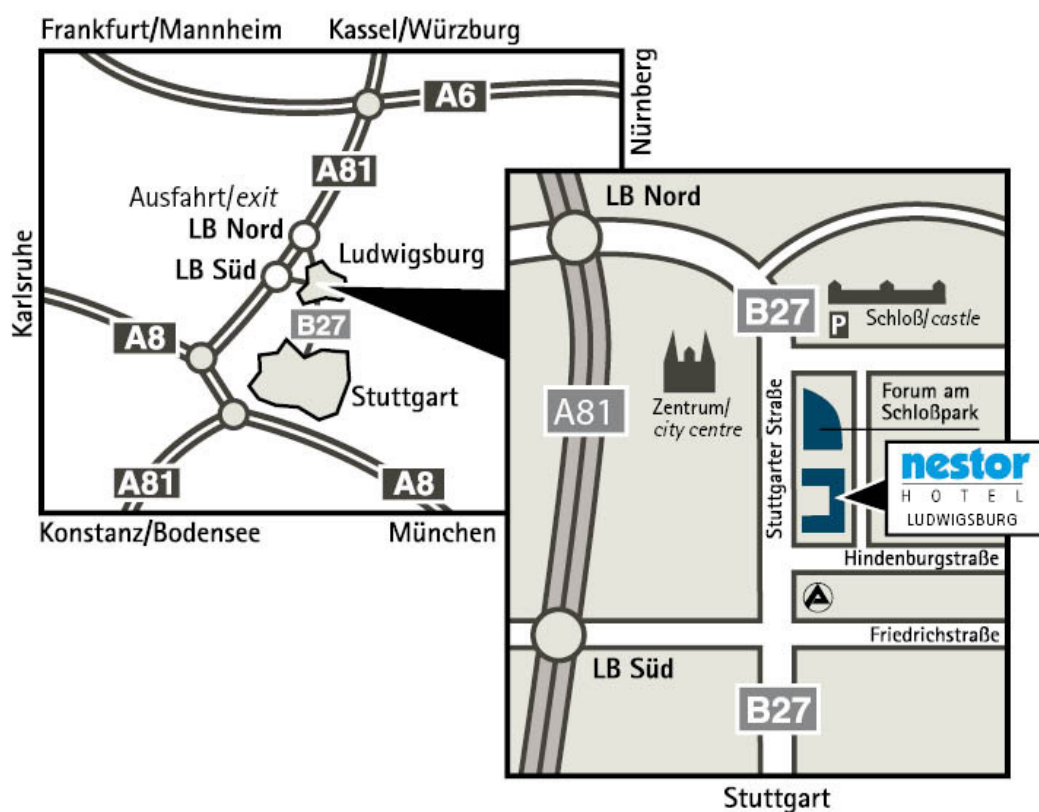 Frankfurt/Mannheim
Kassel/Würzburg
Nürnberg
Karlsruhe
A6
A81
Ausfahrt/exit
LB Nord
LB Süd
Ludwigsburg
B27
A8
Stuttgart
A81
A8
Konstanz/Bodensee
München
LB Nord
B27
P
Schloß/castle
A81
Zentrum/
city centre
Stuttgarter Straße
Forum am
Schloßpark
nestor
HOTEL
LUDWIGSBURG
Hindenburgstraße
A
Friedrichstraße
LB Süd
B27
Stuttgart